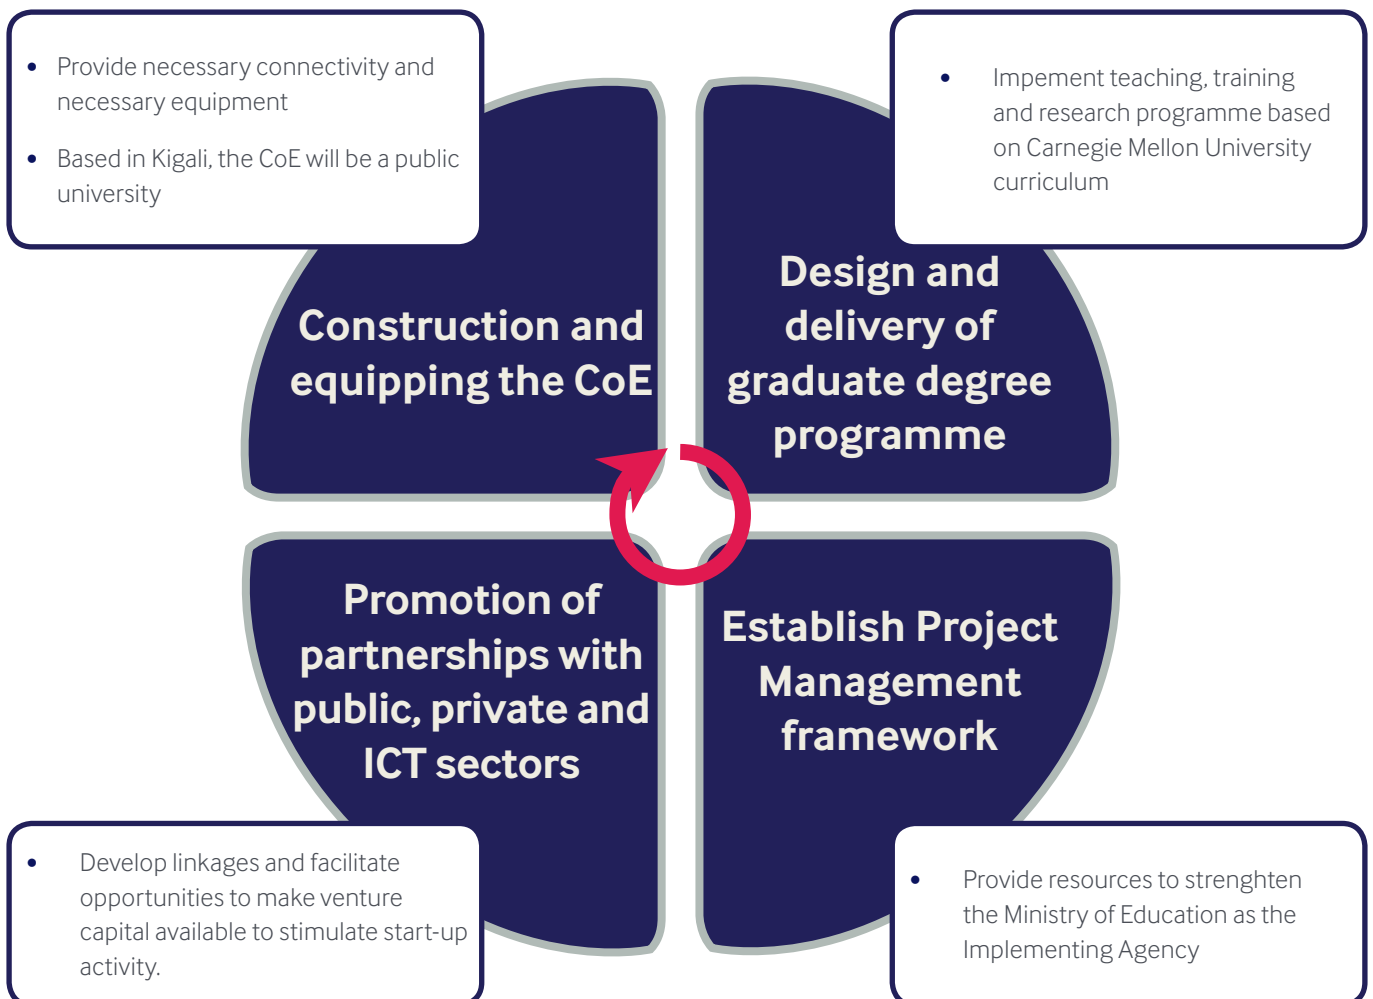 • Provide necessary connectivity and
necessary equipment
• Based in Kigali, the CoE will be a public
university
• Impement teaching, training
and research programme based
on Carnegie Mellon University
curriculum
Construction and
equipping the CoE
Design and
delivery of
graduate degree
programme
Promotion of
partnerships with
public, private and
ICT sectors
Establish Project
Management
framework
• Develop linkages and facilitate
opportunities to make venture
capital available to stimulate start-up
activity.
• Provide resources to strenghten
the Ministry of Education as the
Implementing Agency